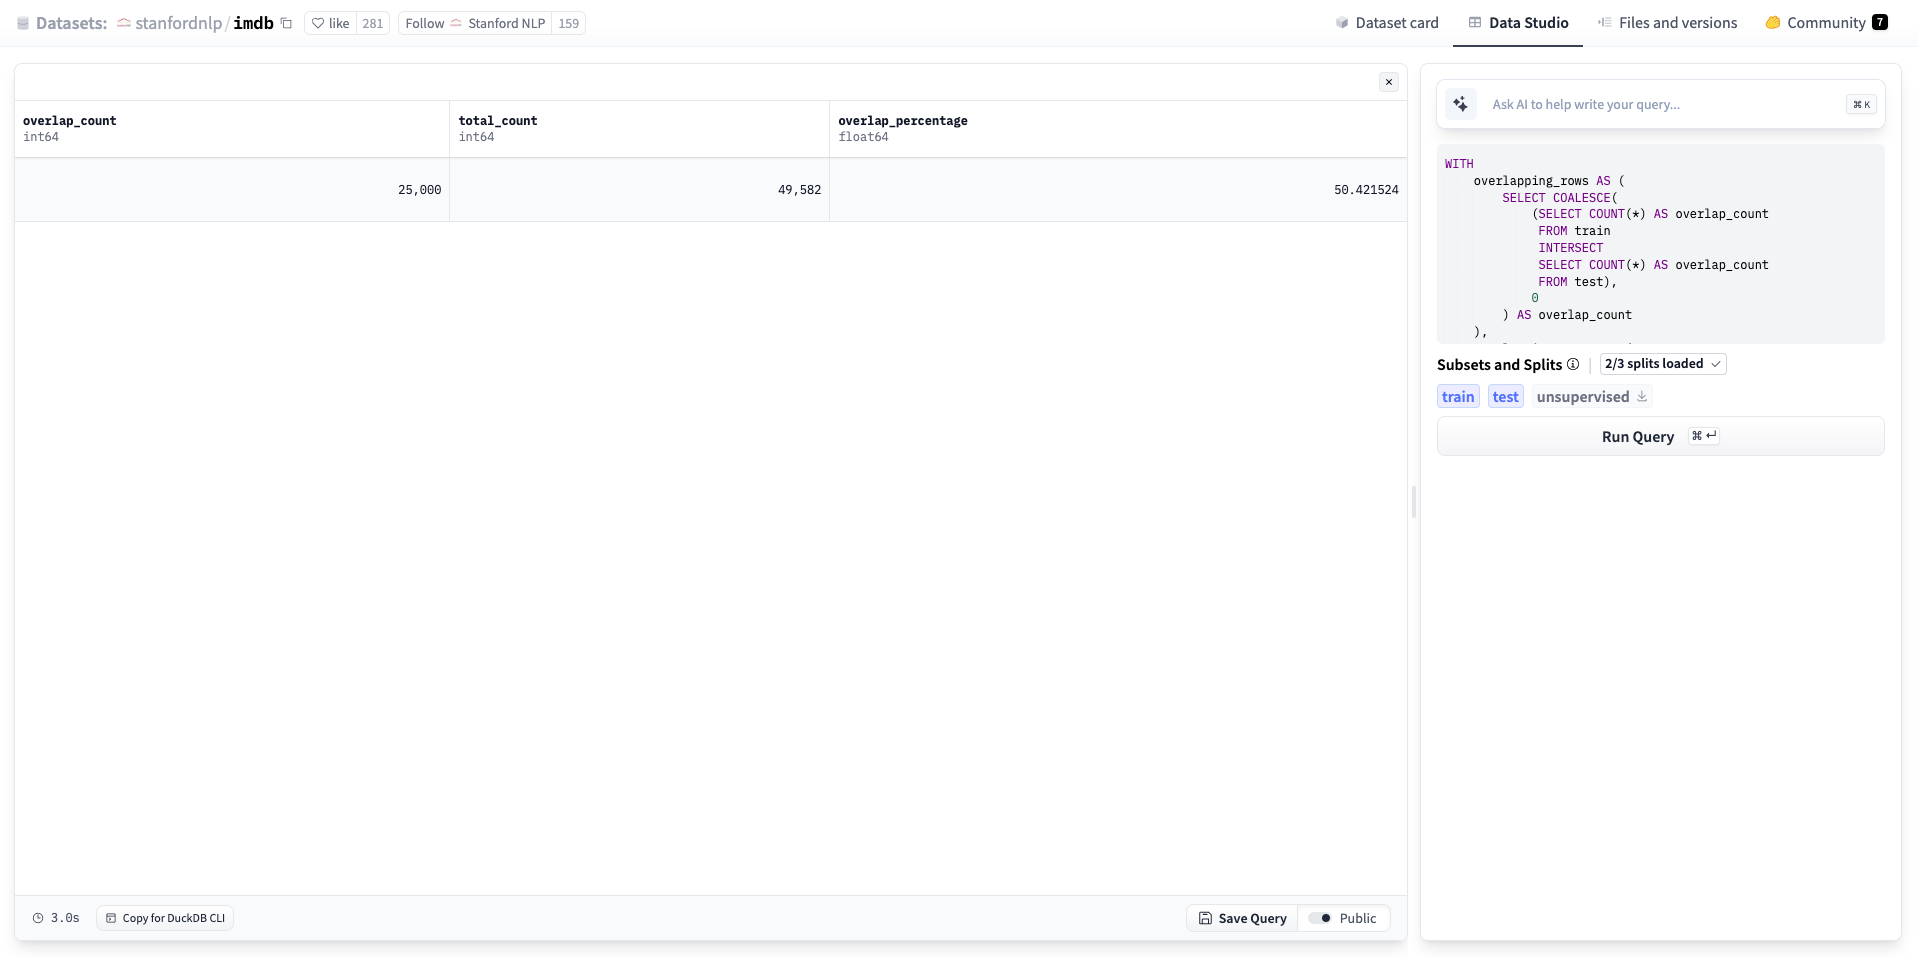 Datasets: stanfordnlp/imdb like 281 Follow Stanford NLP 159
Dataset card Data Studio Files and versions Community 7
overlap_count total_count overlap_percentage
int64 int64 float64
25,000 49,582 50.421524
3.0s Copy for DuckDB CLI Save Query Public
Ask AI to help write your query... ⌘ K
WITH
overlapping_rows AS (
SELECT COALESCE(
(SELECT COUNT(*) AS overlap_count
FROM train
INTERSECT
SELECT COUNT(*) AS overlap_count
FROM test),
0
) AS overlap_count
),
Subsets and Splits | 2/3 splits loaded
train test unsupervised
Run Query ⌘ ↵